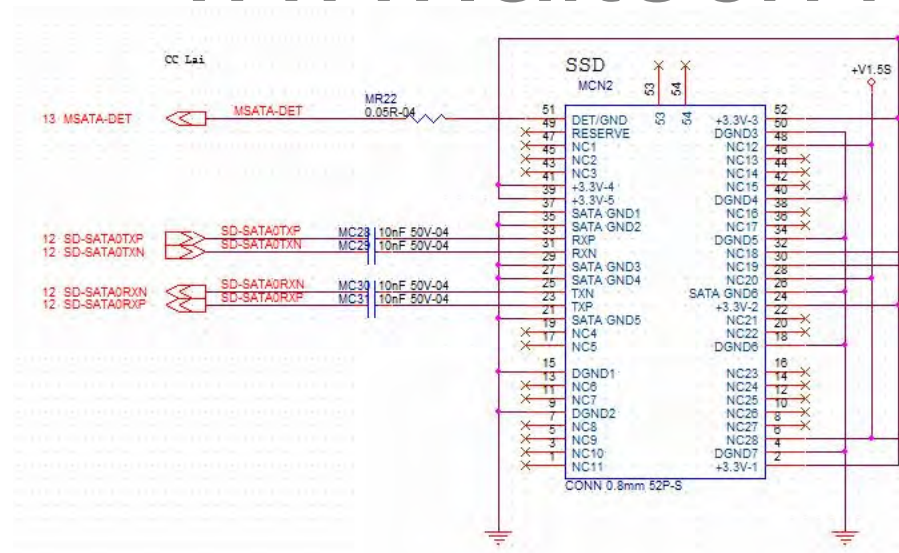 CC Lai
SSD
MCN2
53
54
53
54
+V1.5S
13 MSATA-DET
MSATA-DET
MR22
0.05R-04
12 SD-SATA0TXP
SD-SATA0TXP
MC28
10nF 50V-04
12 SD-SATA0TXN
SD-SATA0TXN
MC29
10nF 50V-04
12 SD-SATA0RXN
SD-SATA0RXN
MC30
10nF 50V-04
12 SD-SATA0RXP
SD-SATA0RXP
MC31
10nF 50V-04
51 DET/GND
49 RESERVE
47 NC1
45 NC2
43 NC3
41 +3.3V-4
39 +3.3V-5
37 SATA GND1
35 SATA GND2
33 RXP
31 RXN
29 SATA GND3
27 SATA GND4
25 TXN
23 TXP
21 SATA GND5
19 NC4
17 NC5
15 DGND1
13 NC6
11 NC7
9 DGND2
7 NC8
5 NC9
3 NC10
1 NC11
+3.3V-3 52
DGND3 50
NC12 48
NC13 46
NC14 44
NC15 42
DGND4 40
NC16 38
NC17 36
DGND5 34
NC18 32
NC19 30
NC20 28
SATA GND6 26
+3.3V-2 24
NC21 22
NC22 20
DGND6 18
NC23 16
NC24 14
NC25 12
NC26 10
NC27 8
NC28 6
DGND7 4
+3.3V-1 2
CONN 0.8mm 52P-S